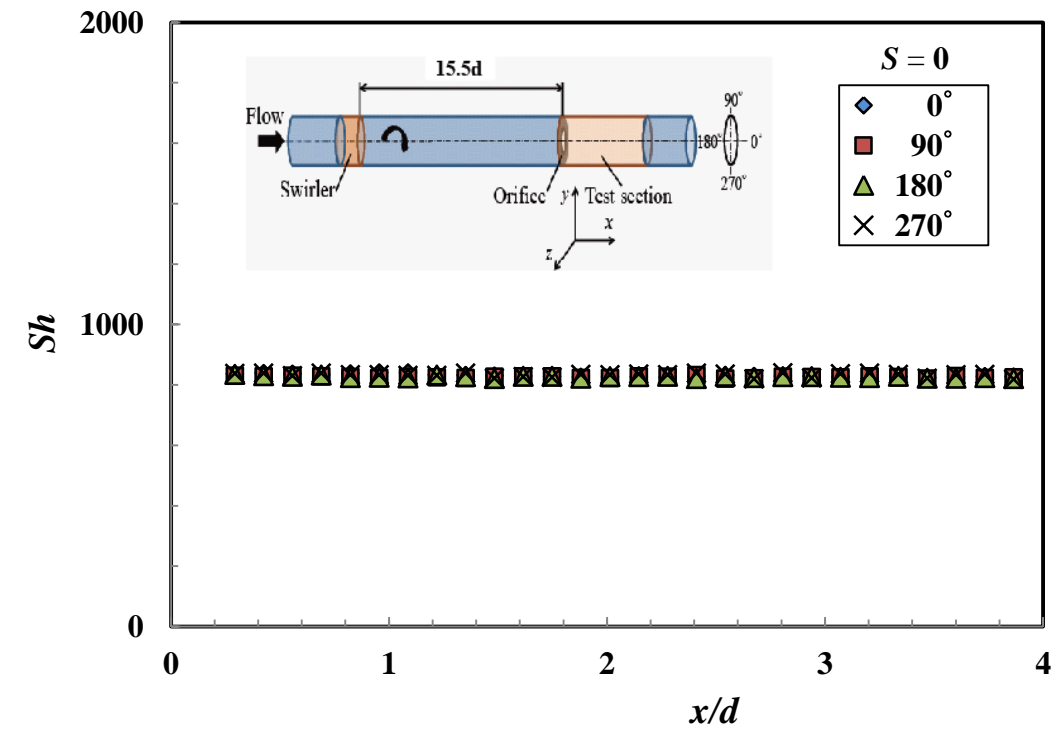 2000
1000
0
Sh
0 1 2 3 4
x/d
S = 0
0°
90°
180°
270°
15.5d
Flow
Swirler
Orifice
Test section
y
x
z
90°
180°
0°
270°